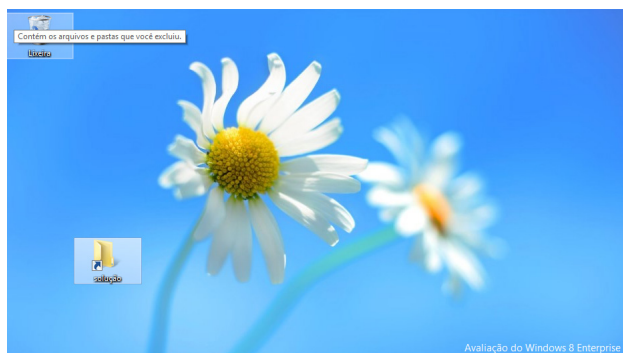 Contém os arquivos e pastas que você excluiu.
Lixeira
solução
Avaliação do Windows 8 Enterprise